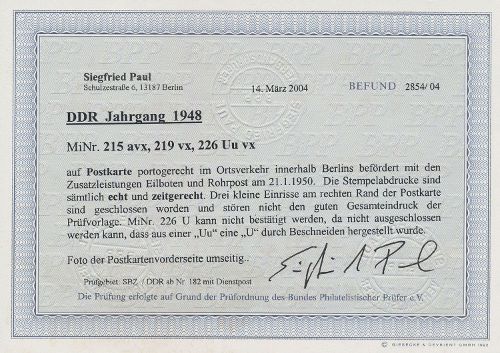 Siegfried Paul
Schulzestraße 6, 13187 Berlin
14. März 2004
BEFUND 2854/04
DDR Jahrgang 1948
MiNr. 215 avx, 219 vx, 226 Uu vx
auf Postkarte portogerecht im Ortsverkehr innerhalb Berlins befördert mit den
Zusatzleistungen Eilboten und Rohrpost am 21.1.1950. Die Stempelabdrucke sind
sämtlich echt und zeitgerecht. Drei kleine Einrisse am rechten Rand der Postkarte
sind geschlossen worden und stören nicht den guten Gesamteindruck der
Prüfvorlage. MiNr. 226 U kann nicht bestätigt werden, da nicht ausgeschlossen
werden kann, dass aus einer „Uu" eine „U" durch Beschneiden hergestellt wurde.
Foto der Postkartenvorderseite umseitig..
Prüfgebiet: SBZ / DDR ab Nr. 182 mit Dienstpost
Die Prüfung erfolgte auf Grund der Prüfordnung des Bundes Philatelistischer Prüfer e.V.
© GIESECKE & DEVRIENT GMBH 1992